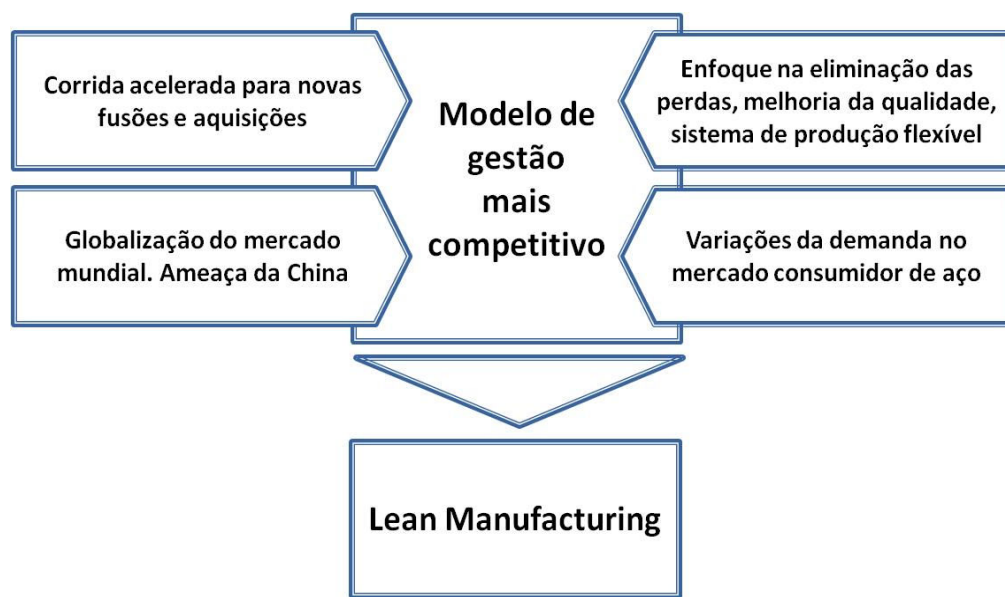 Corrida acelerada para novas
fusões e aquisições
Globalização do mercado
mundial. Ameaça da China
Modelo de
gestão
mais
competitivo
Enfoque na eliminação das
perdas, melhoria da qualidade,
sistema de produção flexível
Variações da demanda no
mercado consumidor de aço
Lean Manufacturing